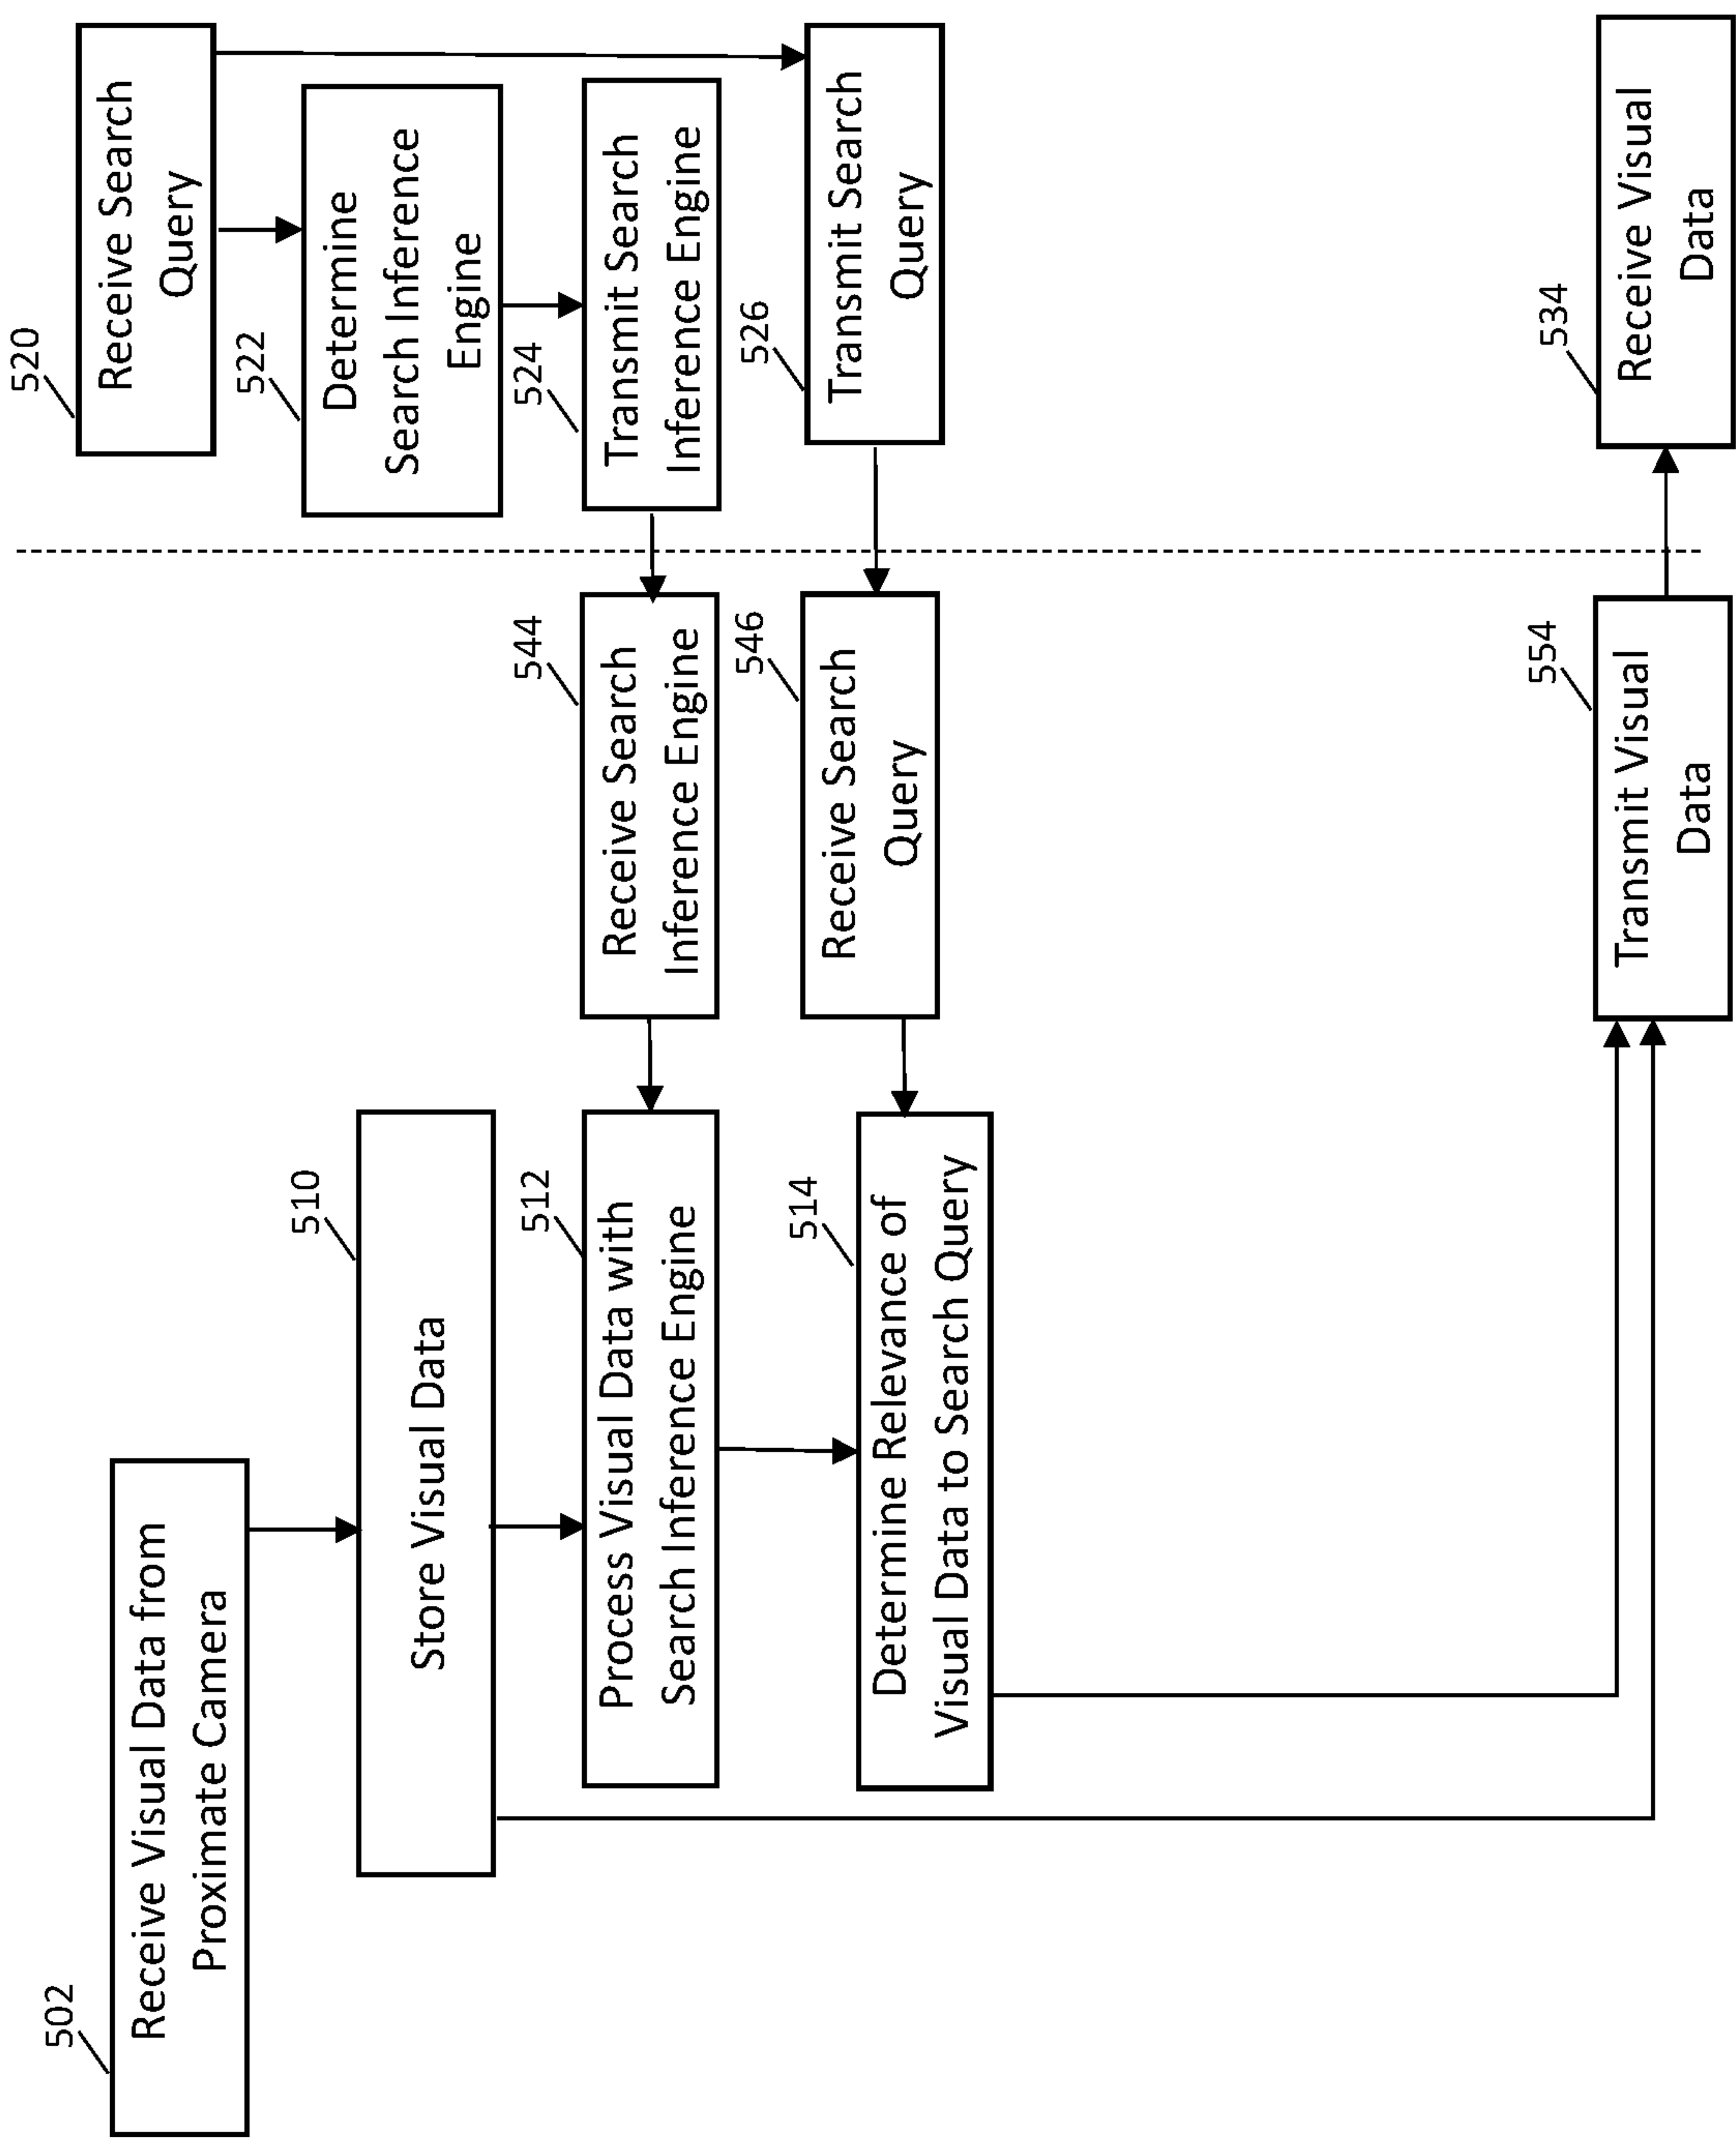 520
Receive Search
Query
522
Determine
Search Inference
Engine
524
Transmit Search
Inference Engine
526
Transmit Search
Query
544
Receive Search
Inference Engine
546
Receive Search
Query
502
Receive Visual Data from
Proximate Camera
510
Store Visual Data
512
Process Visual Data with
Search Inference Engine
514
Determine Relevance of
Visual Data to Search Query
554
Transmit Visual
Data
534
Receive Visual
Data